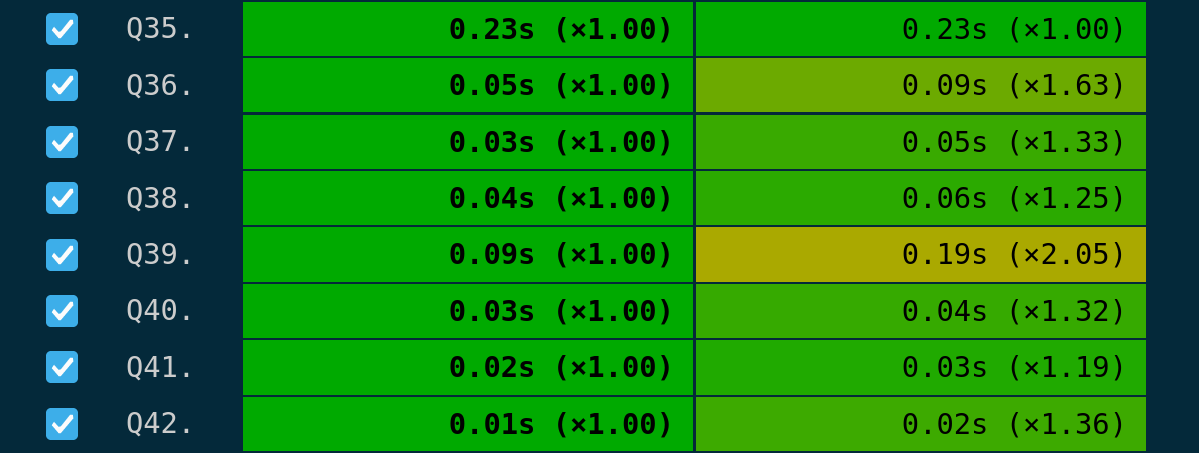 Q35. 0.23s (×1.00) 0.23s (×1.00)
Q36. 0.05s (×1.00) 0.09s (×1.63)
Q37. 0.03s (×1.00) 0.05s (×1.33)
Q38. 0.04s (×1.00) 0.06s (×1.25)
Q39. 0.09s (×1.00) 0.19s (×2.05)
Q40. 0.03s (×1.00) 0.04s (×1.32)
Q41. 0.02s (×1.00) 0.03s (×1.19)
Q42. 0.01s (×1.00) 0.02s (×1.36)